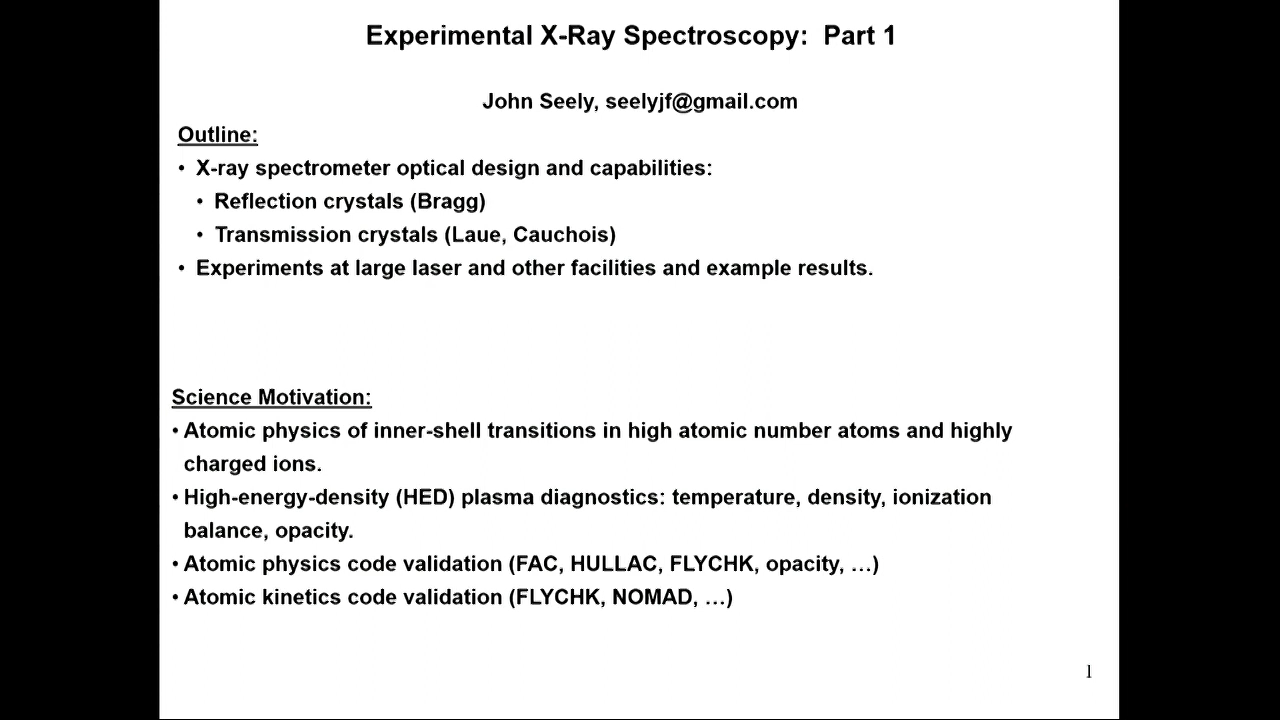 Experimental X-Ray Spectroscopy: Part 1
John Seely, seelyjf@gmail.com
Outline:
• X-ray spectrometer optical design and capabilities:
• Reflection crystals (Bragg)
• Transmission crystals (Laue, Cauchois)
• Experiments at large laser and other facilities and example results.
Science Motivation:
• Atomic physics of inner-shell transitions in high atomic number atoms and highly
charged ions.
• High-energy-density (HED) plasma diagnostics: temperature, density, ionization
balance, opacity.
• Atomic physics code validation (FAC, HULLAC, FLYCHK, opacity, …)
• Atomic kinetics code validation (FLYCHK, NOMAD, …)
1